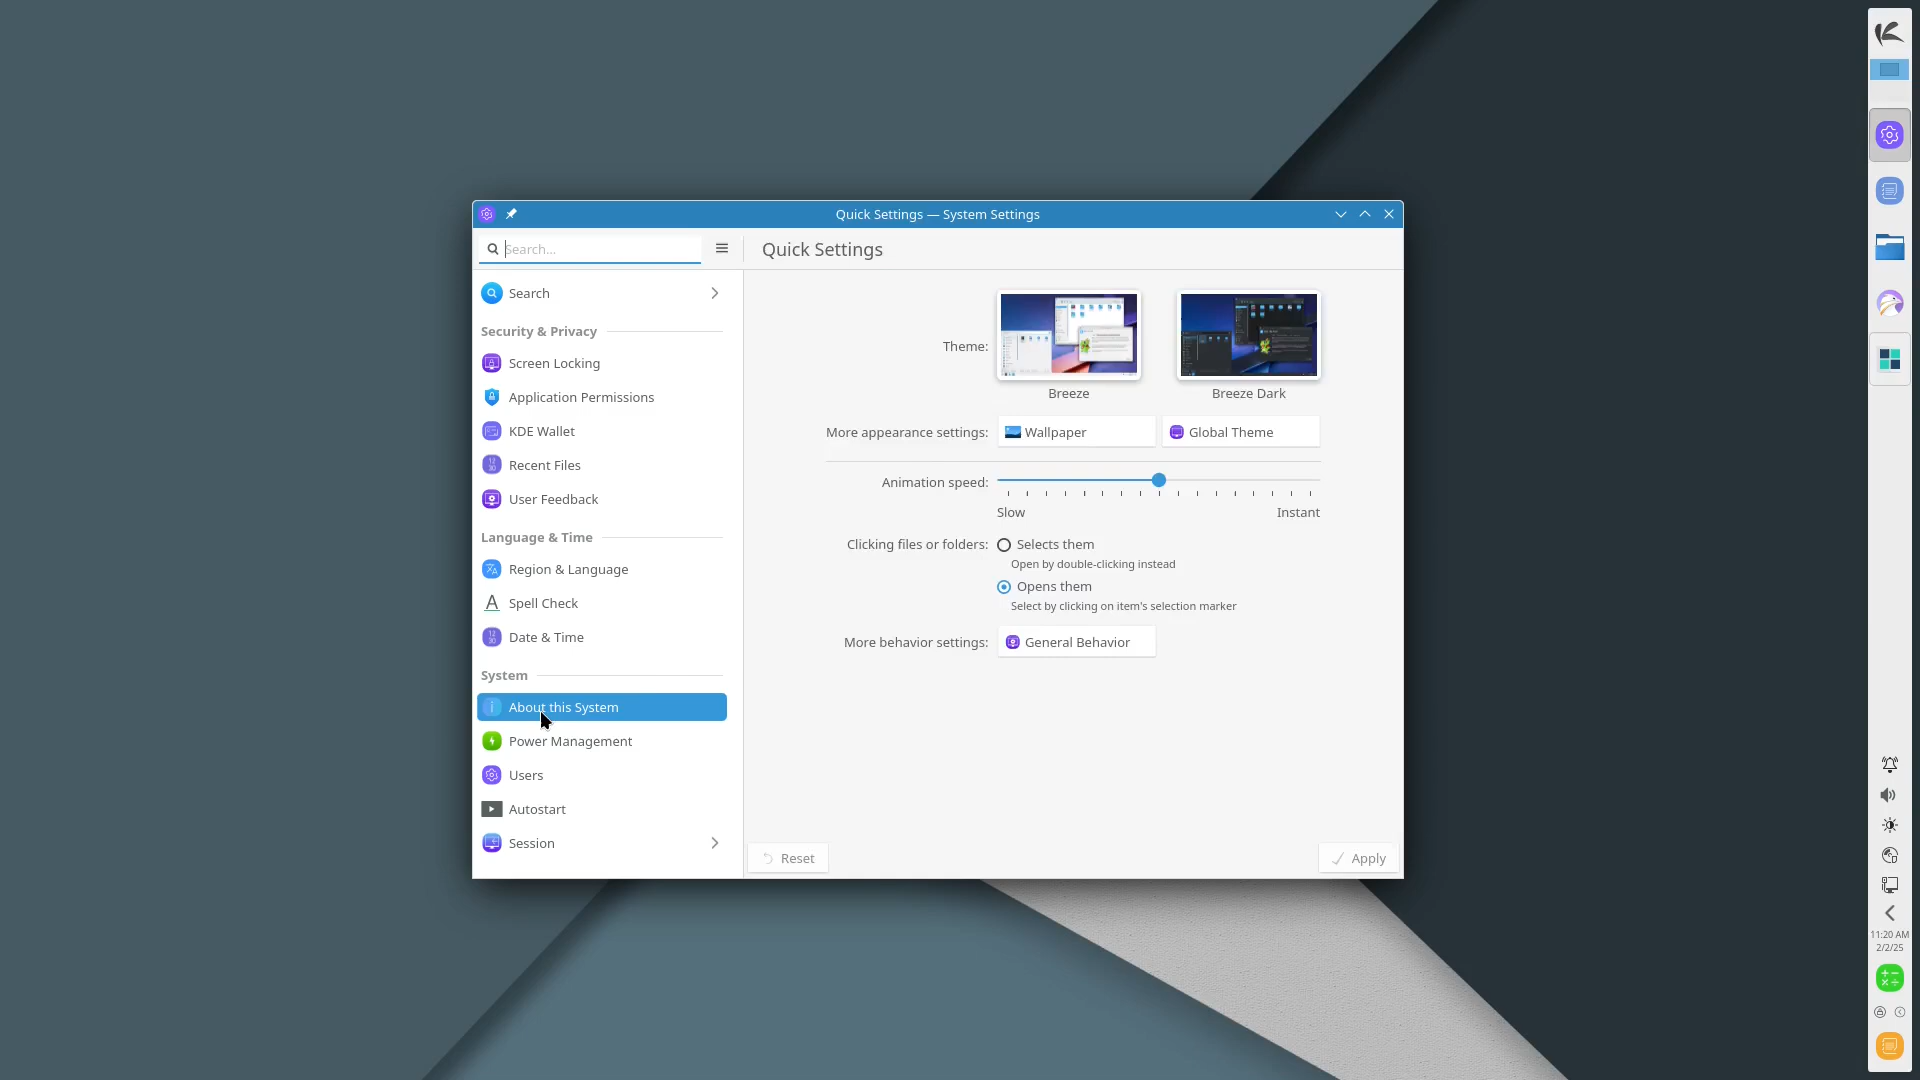 Quick Settings — System Settings
Search...
Quick Settings
Search
Security & Privacy
Screen Locking
Application Permissions
KDE Wallet
Recent Files
User Feedback
Language & Time
Region & Language
Spell Check
Date & Time
System
About this System
Power Management
Users
Autostart
Session
Theme:
Breeze
Breeze Dark
More appearance settings:
Wallpaper
Global Theme
Animation speed:
Slow
Instant
Clicking files or folders:
Selects them
Open by double-clicking instead
Opens them
Select by clicking on item's selection marker
More behavior settings:
General Behavior
Reset
Apply
11:20 AM
2/2/25